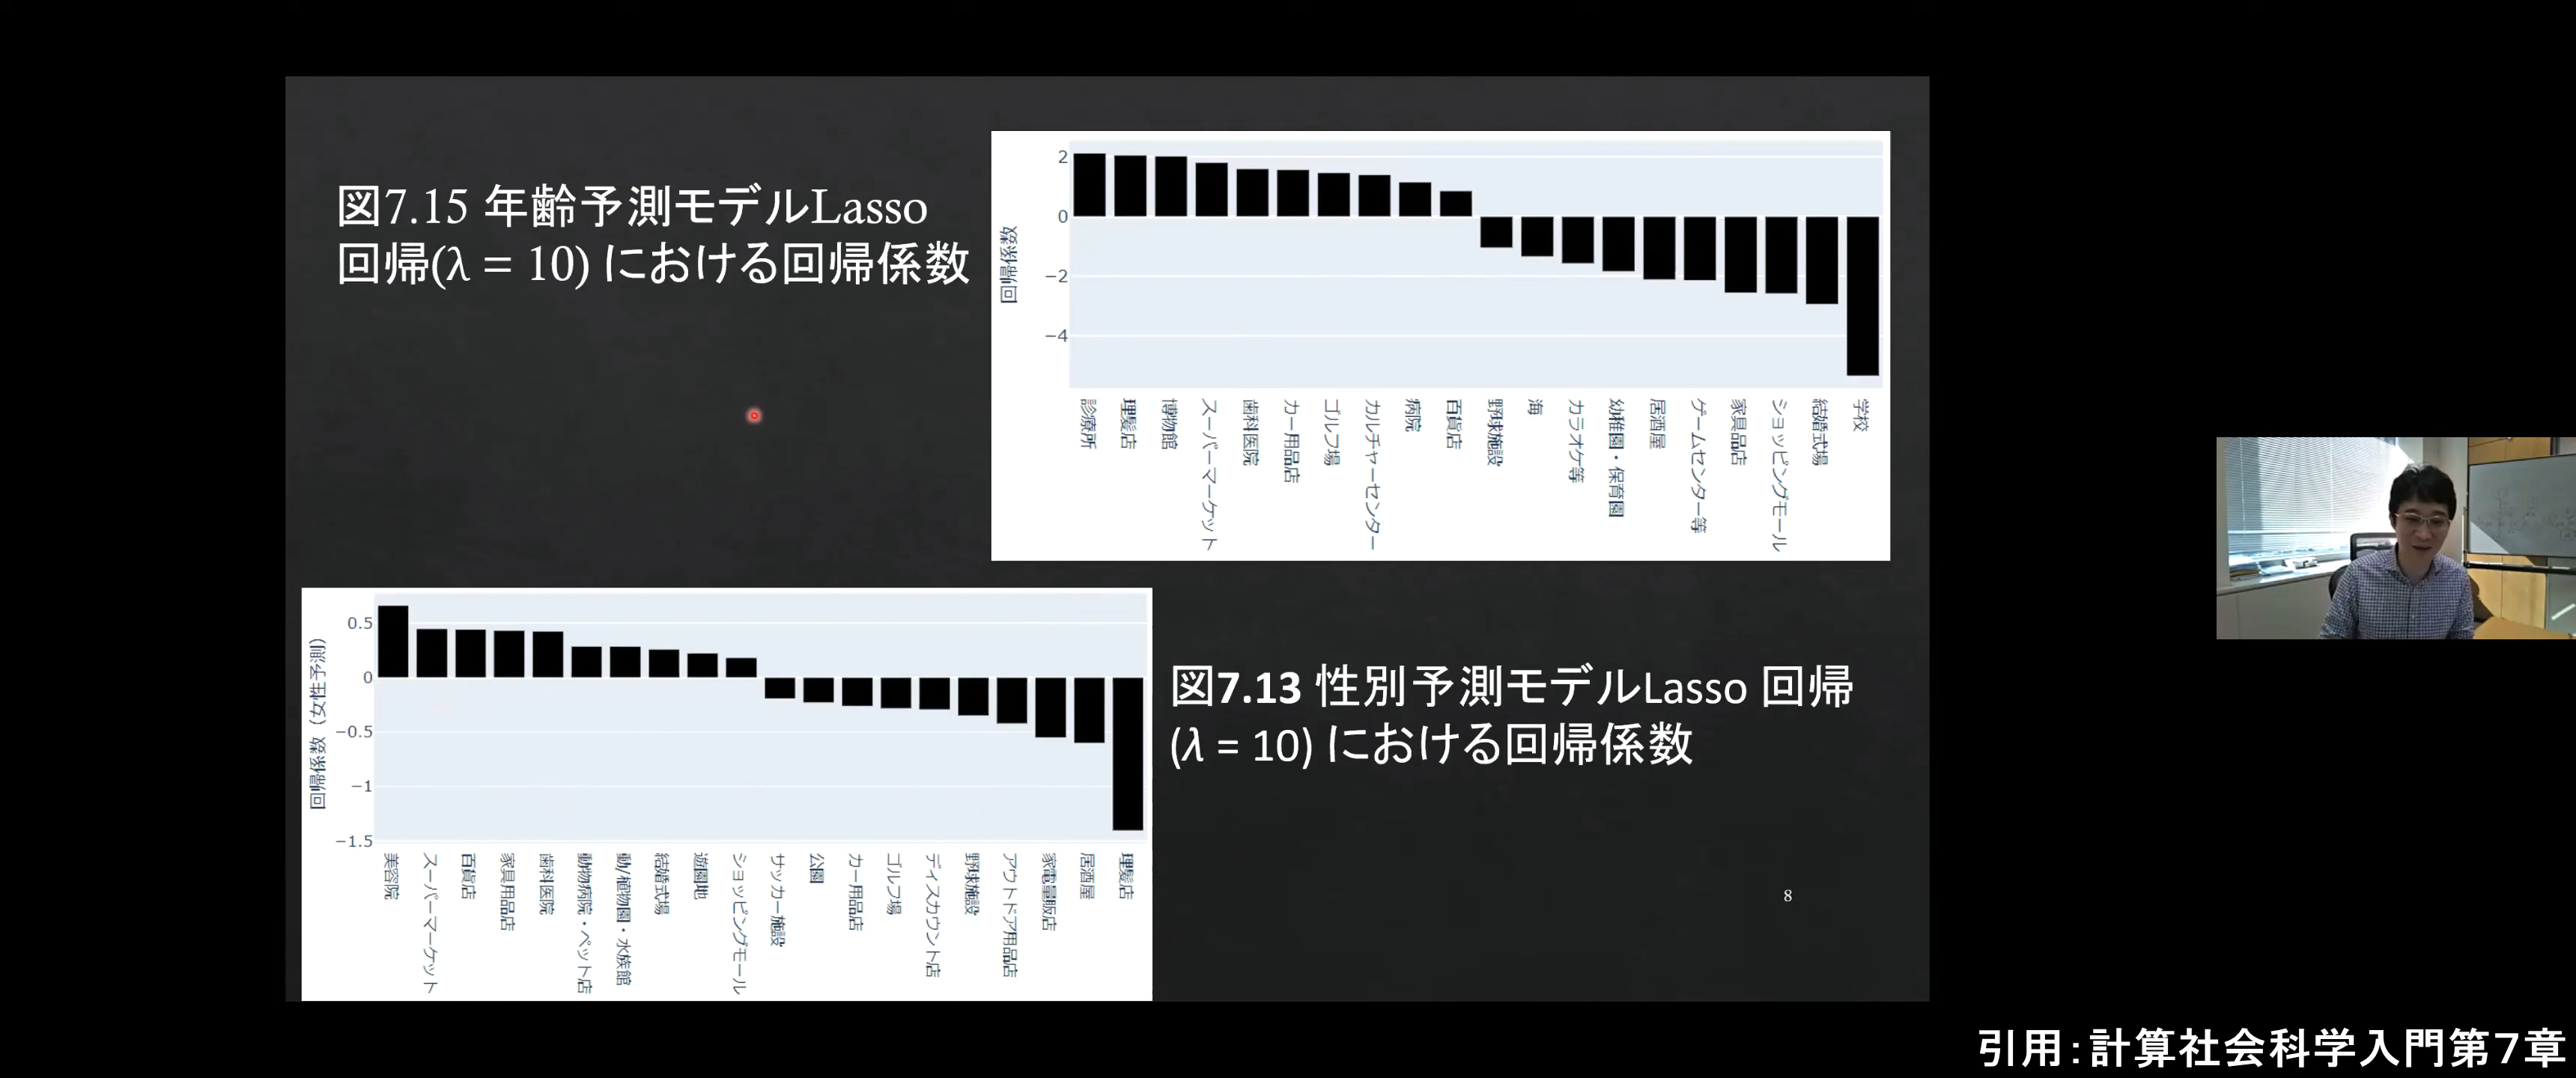 図7.15 年齢予測モデルLasso
回帰(λ = 10) における回帰係数
2
0
−2
−4
回帰係数
診療所
理髪店
博物館
スーパーマーケット
歯科医院
カー用品店
ゴルフ場
カルチャーセンター
病院
百貨店
野球施設
海
カラオケ等
幼稚園・保育園
居酒屋
ゲームセンター等
家具品店
ショッピングモール
結婚式場
学校
0.5
0
−0.5
−1
−1.5
回帰係数（女性予測）
美容院
スーパーマーケット
百貨店
家具用品店
歯科医院
動物病院・ペット店
動/植物園・水族館
結婚式場
遊園地
ショッピングモール
サッカー施設
公園
カー用品店
ゴルフ場
ディスカウント店
野球施設
アウトドア用品店
家電量販店
居酒屋
理髪店
図7.13 性別予測モデルLasso 回帰
(λ = 10) における回帰係数
8
引用：計算社会科学入門第7章